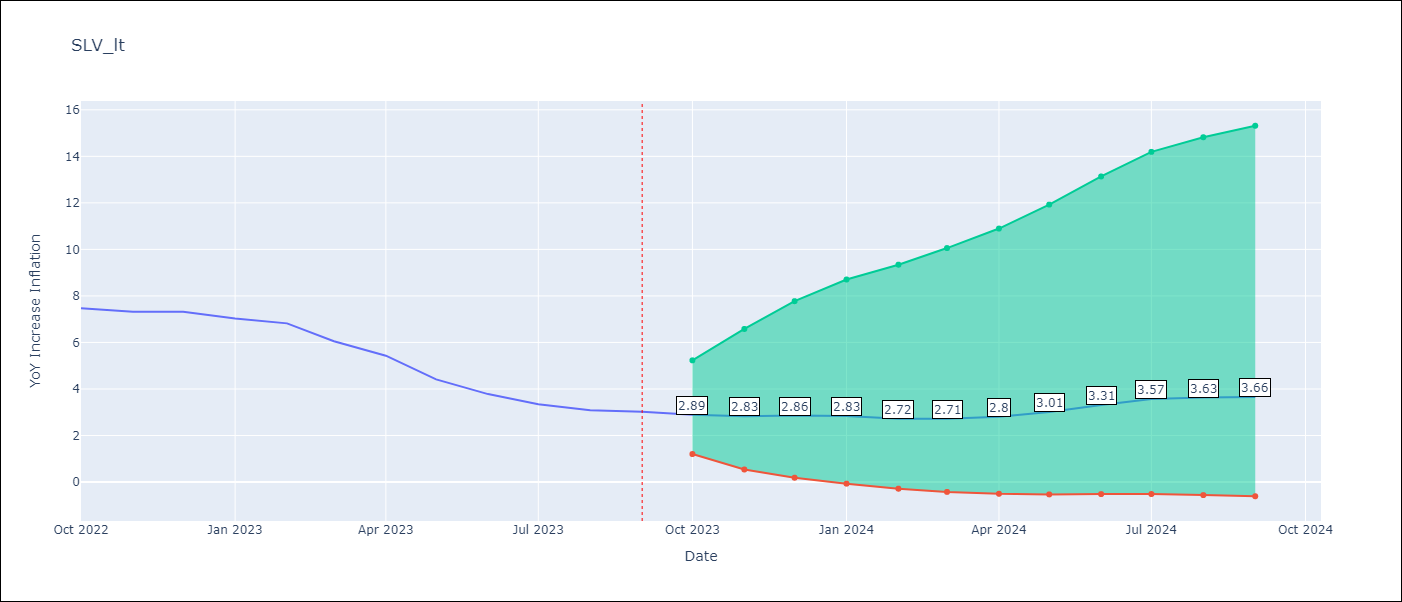 SLV_lt
YoY Increase Inflation
16
14
12
10
8
6
4
2
0
2.89
2.83
2.86
2.83
2.72
2.71
2.8
3.01
3.31
3.57
3.63
3.66
Oct 2022
Jan 2023
Apr 2023
Jul 2023
Oct 2023
Jan 2024
Apr 2024
Jul 2024
Oct 2024
Date